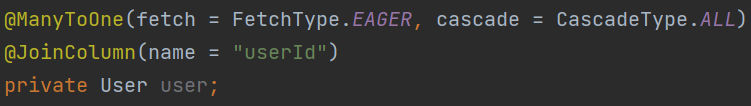 @ManyToOne(fetch = FetchType.EAGER, cascade = CascadeType.ALL)
@JoinColumn(name = "userId")
private User user;